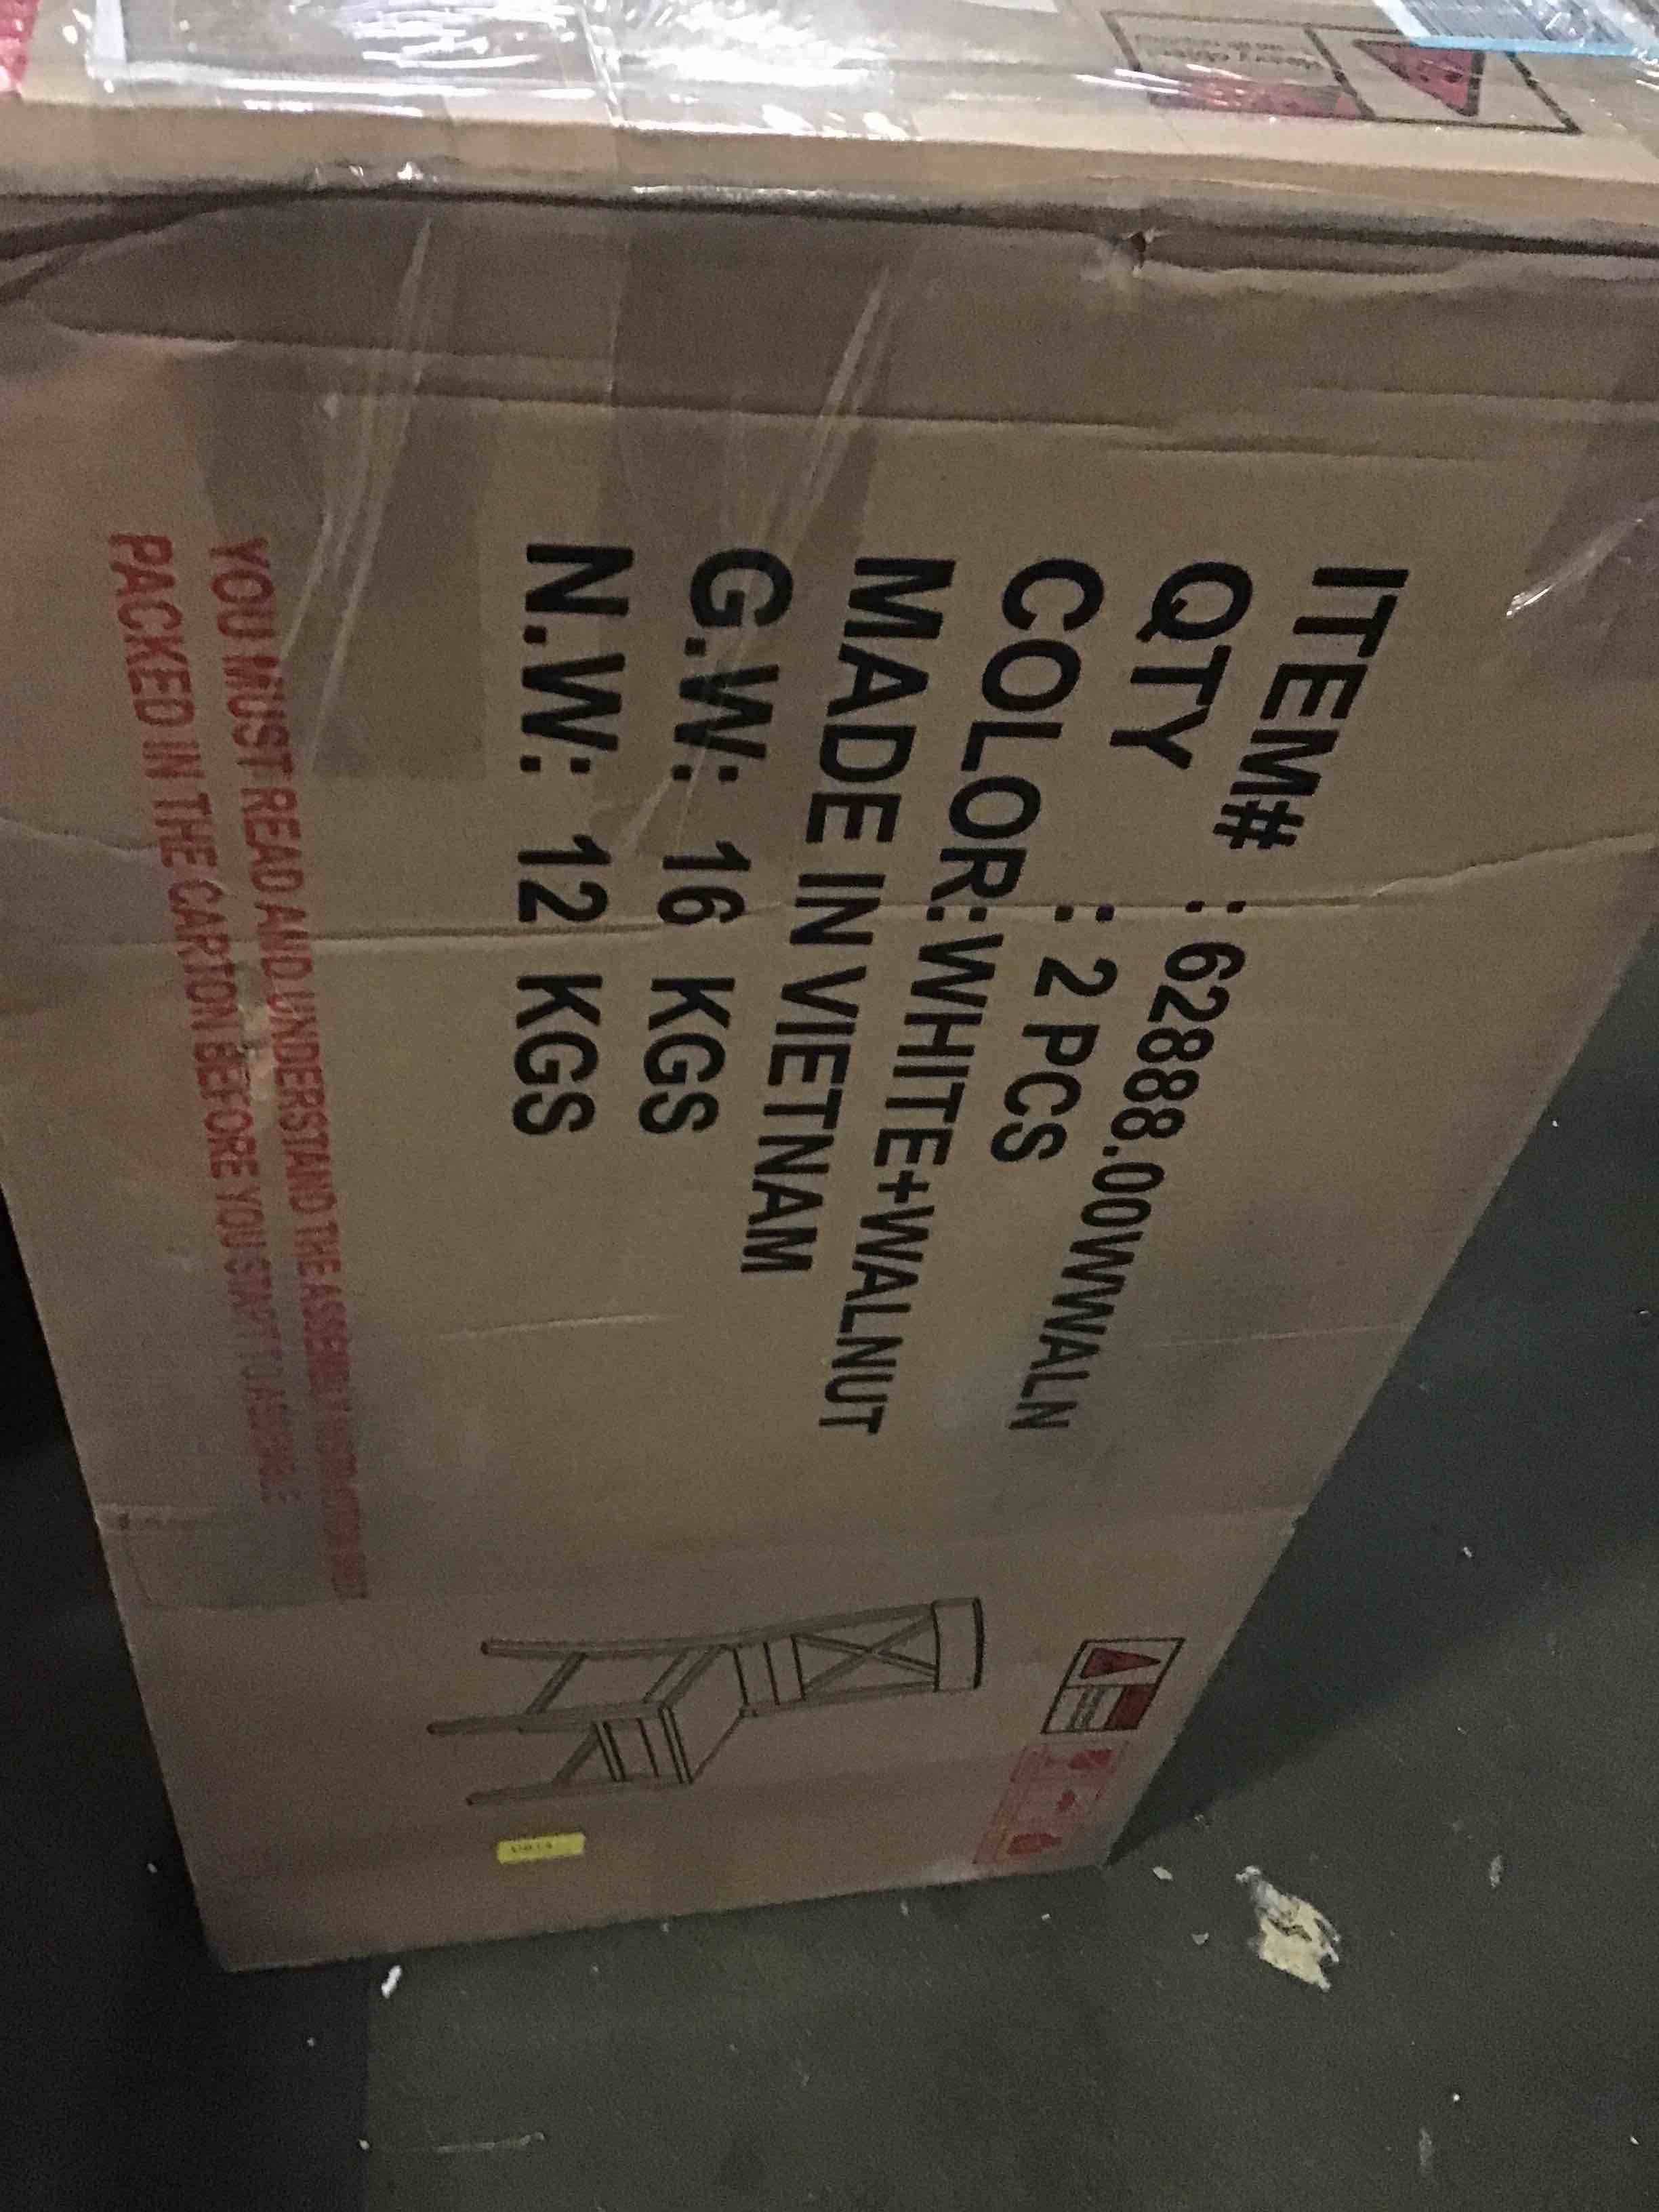 ITEM# : 62888.00WWALN
QTY : 2 PCS
COLOR: WHITE+WALNUT
MADE IN VIETNAM
G.W: 16 KGS
N.W: 12 KGS
YOU MUST READ AND UNDERSTAND THE ASSEMBLY
PACKED IN THE CARTON BEFORE YOU START TO ASSEMBLE